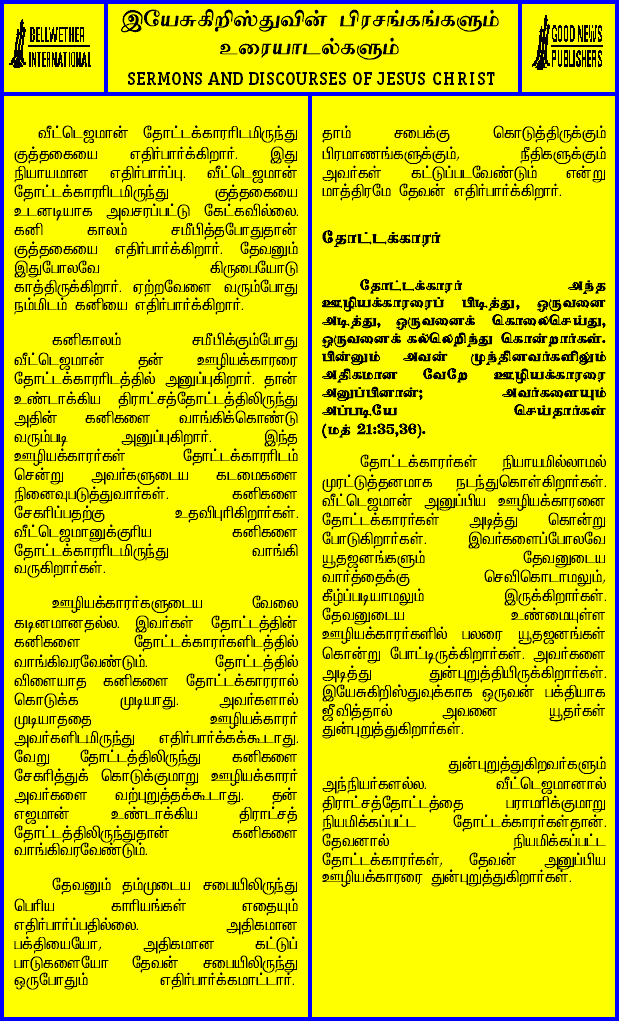 BELLWETHER
INTERNATIONAL
இயேசுகிறிஸ்துவின் பிரசங்கங்களும்
உரையாடல்களும்
SERMONS AND DISCOURSES OF JESUS CHRIST
GOOD NEWS
PUBLISHERS
வீட்டெஜமான் தோட்டக்காரரிடமிருந்து
குத்தகையை எதிர்பார்க்கிறார். இது
நியாயமான எதிர்பார்ப்பு. வீட்டெஜமான்
தோட்டக்காரரிடமிருந்து குத்தகையை
உடனடியாக அவசரப்பட்டு கேட்கவில்லை.
கனி காலம் சமீபித்தபோதுதான்
குத்தகையை எதிர்பார்க்கிறார். தேவனும்
இதுபோலவே கிருபையோடு
காத்திருக்கிறார். ஏற்றவேளை வரும்போது
நம்மிடம் கனியை எதிர்பார்க்கிறார்.
கனிகாலம் சமீபிக்கும்போது
வீட்டெஜமான் தன் ஊழியக்காரரை
தோட்டக்காரரிடத்தில் அனுப்புகிறார். தான்
உண்டாக்கிய திராட்சத்தோட்டத்திலிருந்து
அதின் கனிகளை வாங்கிக்கொண்டு
வரும்படி அனுப்புகிறார். இந்த
ஊழியக்காரர்கள் தோட்டக்காரரிடம்
சென்று அவர்களுடைய கடமைகளை
நினைவுபடுத்துவார்கள். கனிகளை
சேகரிப்பதற்கு உதவிபுரிகிறார்கள்.
வீட்டெஜமானுக்குரிய கனிகளை
தோட்டக்காரரிடமிருந்து வாங்கி
வருகிறார்கள்.
ஊழியக்காரர்களுடைய வேலை
கடினமானதல்ல. இவர்கள் தோட்டத்தின்
கனிகளை தோட்டக்காரர்களிடத்தில்
வாங்கிவரவேண்டும். தோட்டத்தில்
விளையாத கனிகளை தோட்டக்காரரால்
கொடுக்க முடியாது. அவர்களால்
முடியாததை ஊழியக்காரர்
அவர்களிடமிருந்து எதிர்பார்க்கக்கூடாது.
வேறு தோட்டத்திலிருந்து கனிகளை
சேகரித்துக் கொடுக்குமாறு ஊழியக்காரர்
அவர்களை வற்புறுத்தக்கூடாது. தன்
எஜமான் உண்டாக்கிய திராட்சத்
தோட்டத்திலிருந்துதான் கனிகளை
வாங்கிவரவேண்டும்.
தேவனும் தம்முடைய சபையிலிருந்து
பெரிய காரியங்கள் எதையும்
எதிர்பார்ப்பதில்லை. அதிகமான
பக்தியையோ, அதிகமான கட்டுப்
பாடுகளையோ தேவன் சபையிலிருந்து
ஒருபோதும் எதிர்பார்க்கமாட்டார்.
தாம் சபைக்கு கொடுத்திருக்கும்
பிரமாணங்களுக்கும், நீதிகளுக்கும்
அவர்கள் கட்டுப்படவேண்டும் என்று
மாத்திரமே தேவன் எதிர்பார்க்கிறார்.
தோட்டக்காரர்
தோட்டக்காரர் அந்த
ஊழியக்காரரைப் பிடித்து, ஒருவனை
அடித்து, ஒருவனைக் கொலைசெய்து,
ஒருவனைக் கல்லெறிந்து கொன்றார்கள்.
பின்னும் அவன் முந்தினவர்களிலும்
அதிகமான வேறே ஊழியக்காரரை
அனுப்பினான்; அவர்களையும்
அப்படியே செய்தார்கள்
(மத் 21:35,36).
தோட்டக்காரர்கள் நியாயமில்லாமல்
முரட்டுத்தனமாக நடந்துகொள்கிறார்கள்.
வீட்டெஜமான் அனுப்பிய ஊழியக்காரனை
தோட்டக்காரர்கள் அடித்து கொன்று
போடுகிறார்கள். இவர்களைப்போலவே
யூதஜனங்களும் தேவனுடைய
வார்த்தைக்கு செவிகொடாமலும்,
கீழ்ப்படியாமலும் இருக்கிறார்கள்.
தேவனுடைய உண்மையுள்ள
ஊழியக்காரர்களில் பலரை யூதஜனங்கள்
கொன்று போட்டிருக்கிறார்கள். அவர்களை
அடித்து துன்புறுத்தியிருக்கிறார்கள்.
இயேசுகிறிஸ்துவுக்காக ஒருவன் பக்தியாக
ஜீவித்தால் அவனை யூதர்கள்
துன்புறுத்துகிறார்கள்.
துன்புறுத்துகிறவர்களும்
அந்நியர்களல்ல. வீட்டெஜமானால்
திராட்சத்தோட்டத்தை பராமரிக்குமாறு
நியமிக்கப்பட்ட தோட்டக்காரர்கள்தான்.
தேவனால் நியமிக்கப்பட்ட
தோட்டக்காரர்கள், தேவன் அனுப்பிய
ஊழியக்காரரை துன்புறுத்துகிறார்கள்.